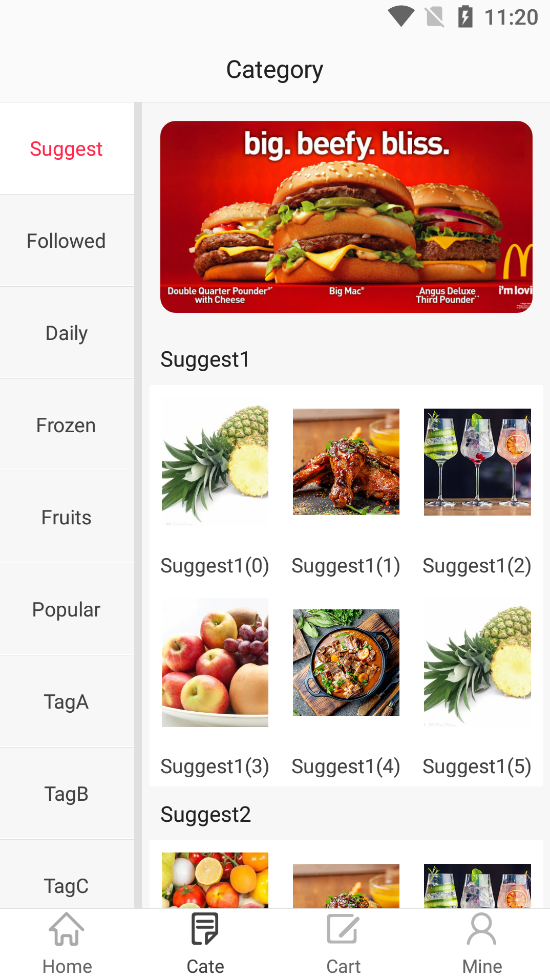 11:20
Category
Suggest
Followed
Daily
Frozen
Fruits
Popular
TagA
TagB
TagC
big. beefy. bliss.
Double Quarter Pounder
with Cheese
Big Mac®
Angus Deluxe
Third Pounder
i'm lovi
Suggest1
Suggest1(0) Suggest1(1) Suggest1(2)
Suggest1(3) Suggest1(4) Suggest1(5)
Suggest2
Home Cate Cart Mine